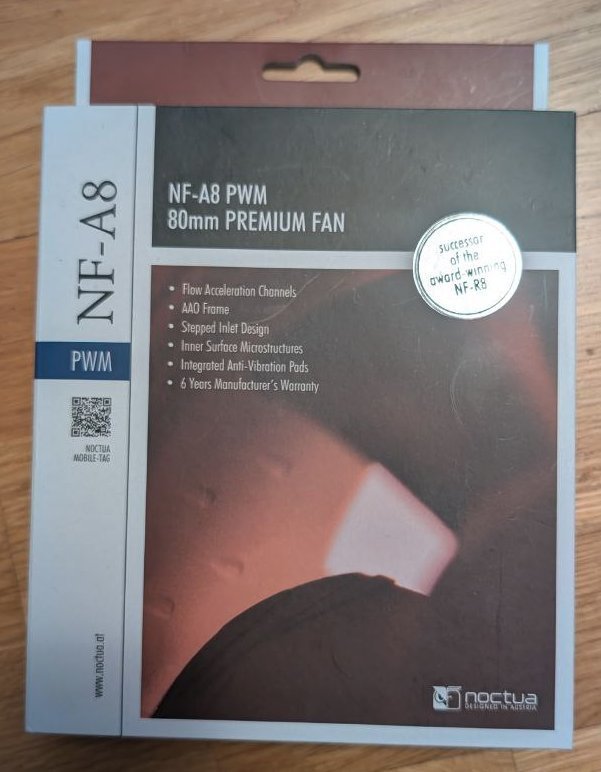 NF-A8
PWM
NOCTUA
MOBILE-TAG
www.noctua.at
NF-A8 PWM
80mm PREMIUM FAN
successor
of the
award-winning
NF-R8
• Flow Acceleration Channels
• AAO Frame
• Stepped Inlet Design
• Inner Surface Microstructures
• Integrated Anti-Vibration Pads
• 6 Years Manufacturer's Warranty
noctua
DESIGNED IN AUSTRIA